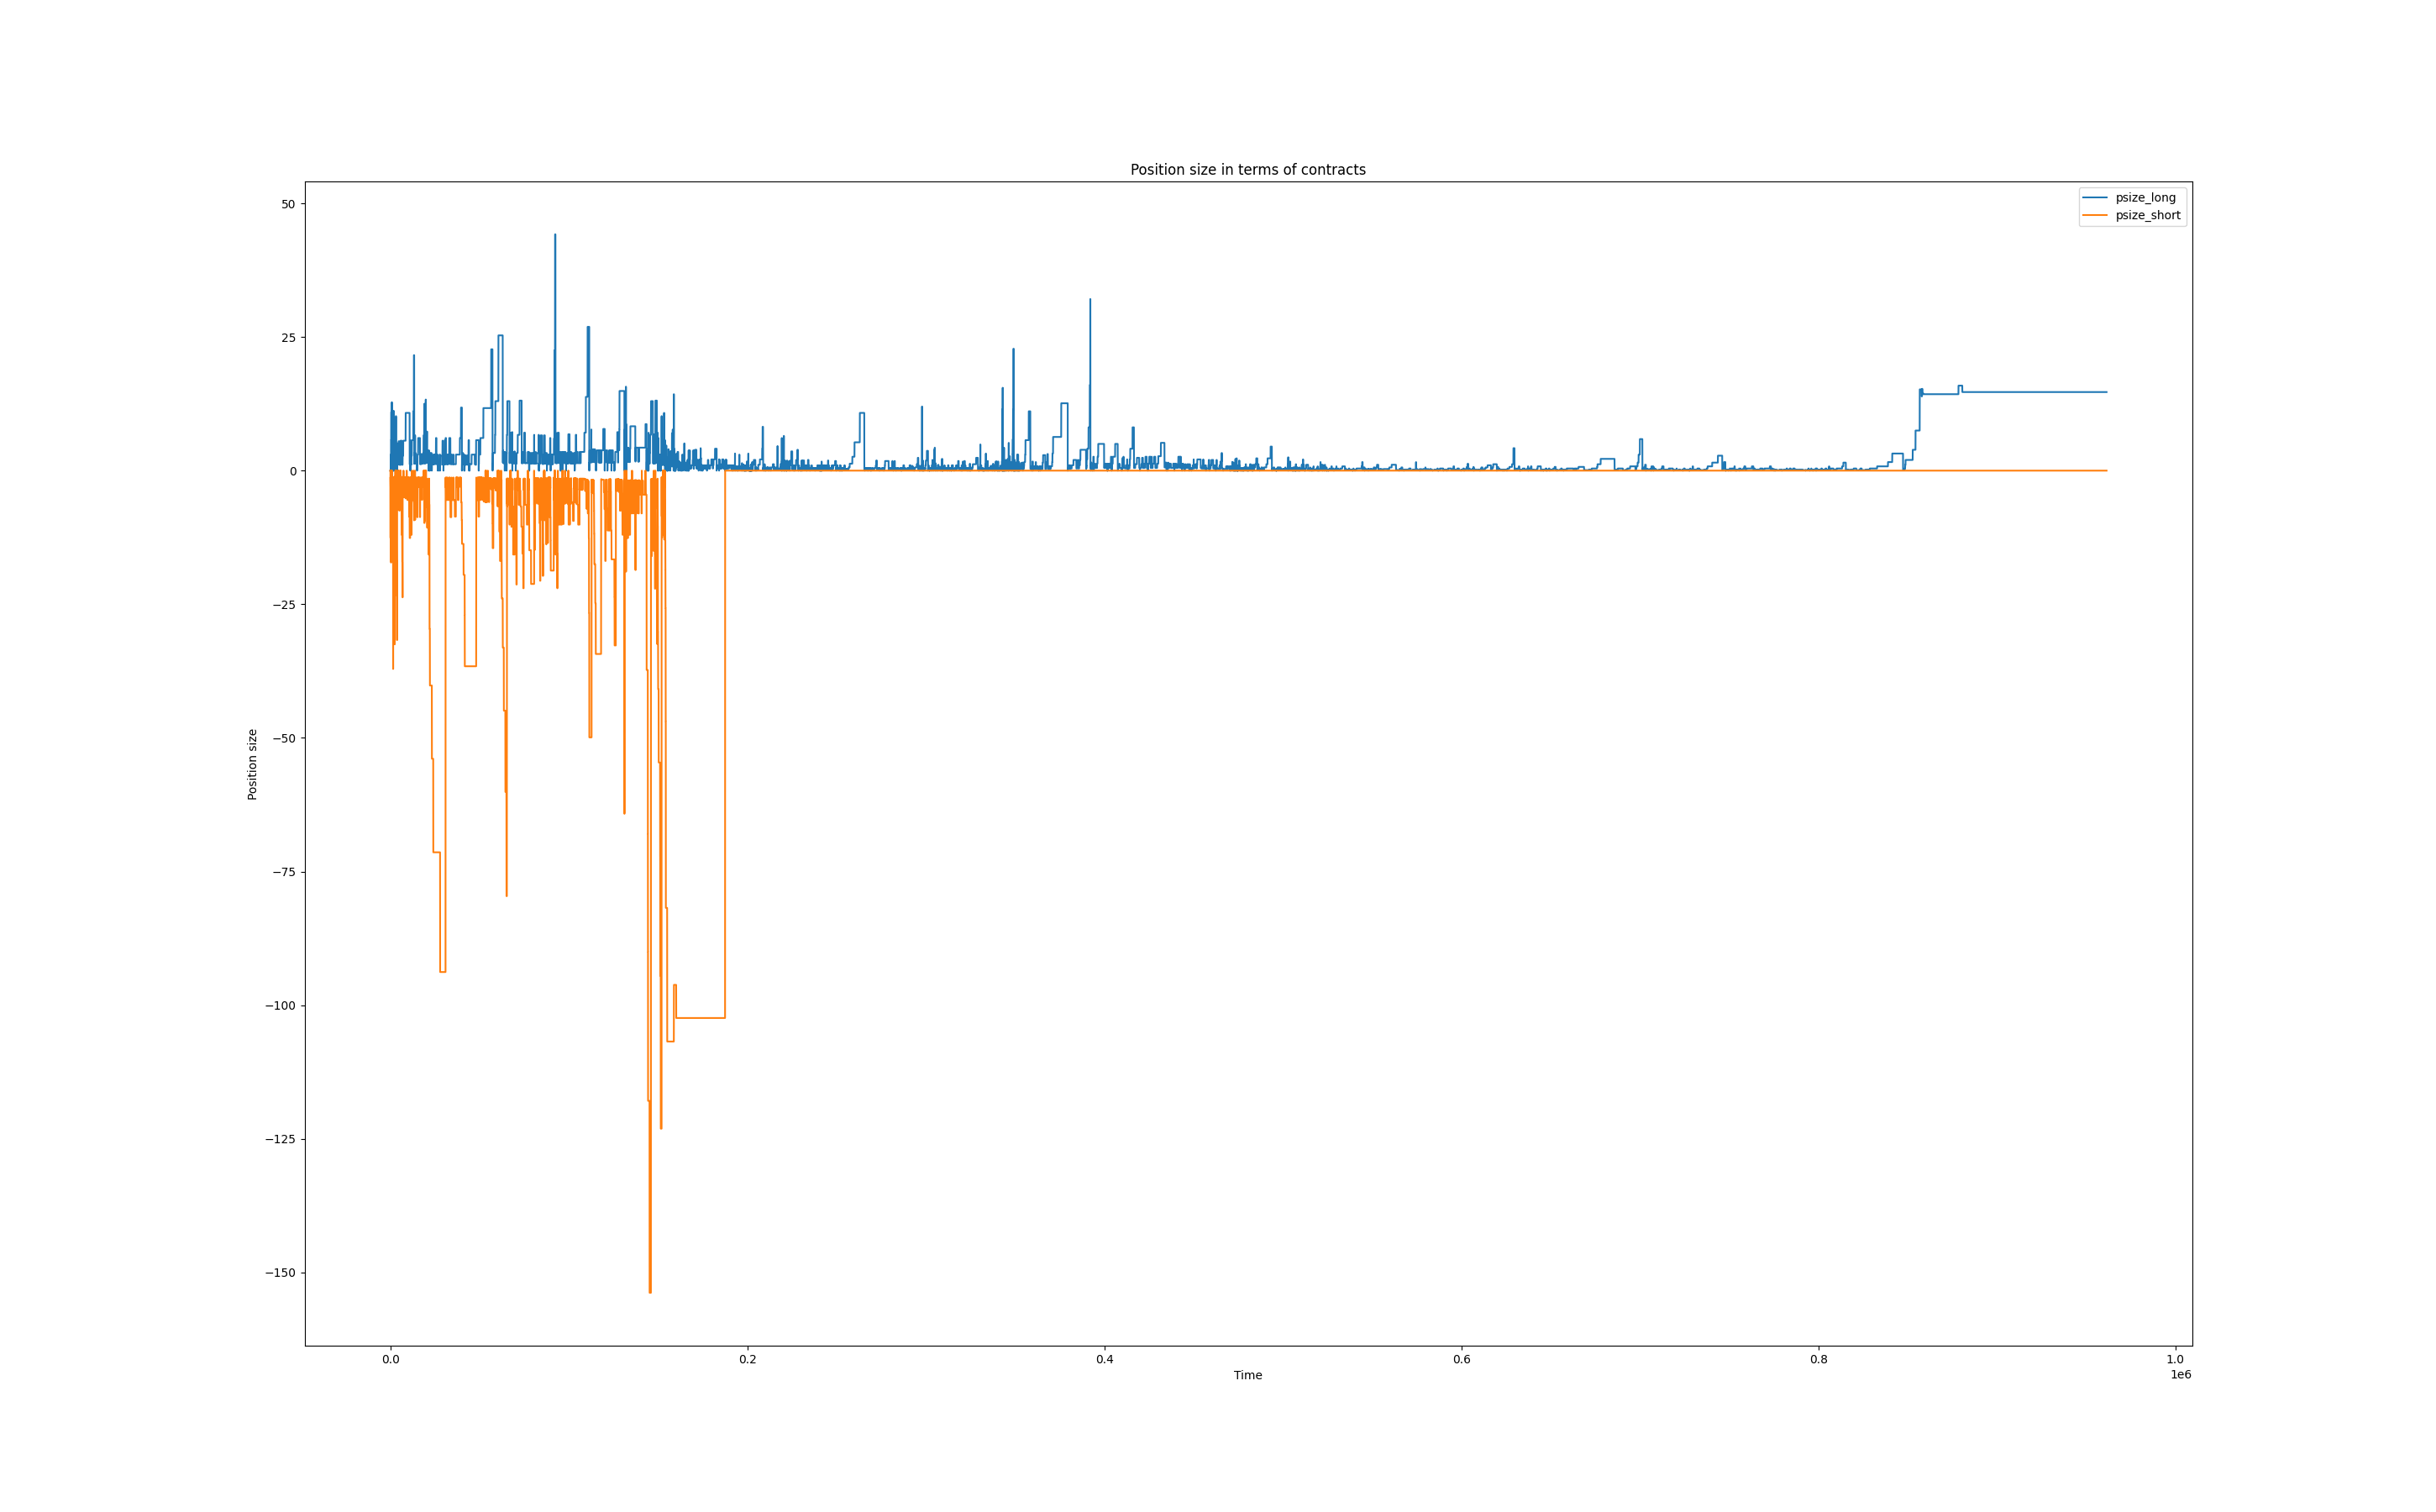 Position size in terms of contracts
psize_long
psize_short
50
25
0
−25
−50
−75
−100
−125
−150
Position size
0.0
0.2
0.4
0.6
0.8
1.0
1e6
Time